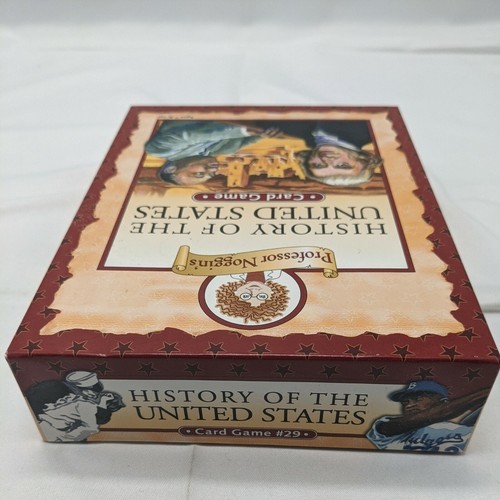 Professor Noggin's
HISTORY OF THE
UNITED STATES
• Card Game •
HISTORY OF THE
UNITED STATES
• Card Game #29 •
B
Dodgers